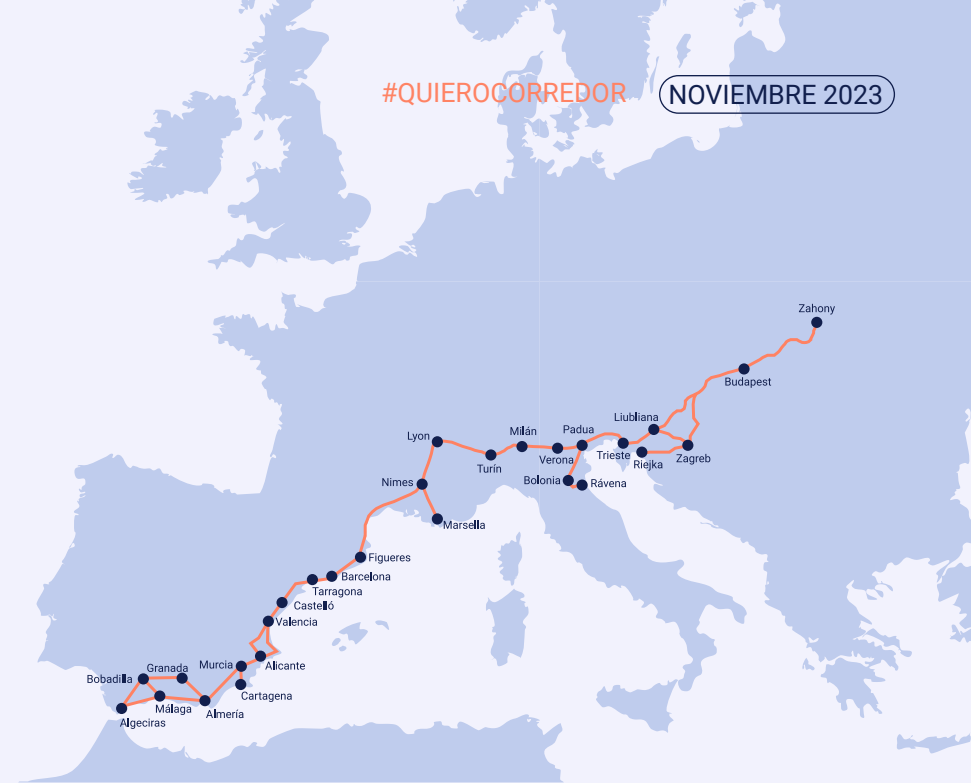 #QUIEROCORREDOR
NOVIEMBRE 2023
Zahony
Budapest
Liubliana
Padua
Milán
Lyon
Trieste
Zagreb
Verona
Riejka
Turín
Nimes
Bolonia
Rávena
Marsella
Figueres
Barcelona
Tarragona
Castelló
Valencia
Murcia
Alicante
Granada
Bobadilla
Cartagena
Málaga
Almería
Algeciras